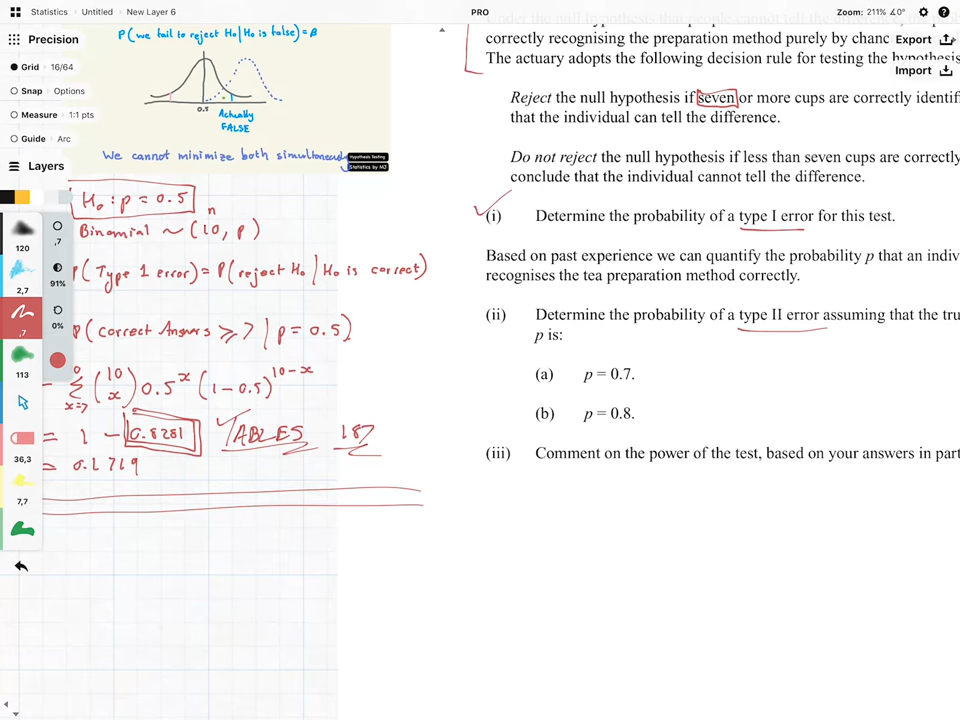 Statistics
Untitled
New Layer 6
PRO
Zoom: 211% ∠0°
Precision
Grid 16/64
Snap Options
Measure 1:1 pts
Guide Arc
Layers
120
,7
2,7
91%
,7
0%
113
36,3
7,7
Export
Import
P(we fail to reject Ho|Ho is false)=β
0.5
Actually
FALSE
We cannot minimize both simultaneously
Hypothesis Testing
Statistics by MJ
Ho : p = 0.5
n
Binomial ~ (10, p)
P(Type 1 error) = P(reject Ho | Ho is correct)
P(correct Answers ⩾ 7 | p = 0.5)
(10 x) 0.5^x (1-0.5)^10-x
x=7
= 1 - 0.8281 TABLES 187
= 0.1719
correctly recognising the preparation method purely by chanc
The actuary adopts the following decision rule for testing the hypothesis
Reject the null hypothesis if seven or more cups are correctly identifi
that the individual can tell the difference.
Do not reject the null hypothesis if less than seven cups are correctly
conclude that the individual cannot tell the difference.
(i) Determine the probability of a type I error for this test.
Based on past experience we can quantify the probability p that an indiv
recognises the tea preparation method correctly.
(ii) Determine the probability of a type II error assuming that the tru
p is:
(a) p = 0.7.
(b) p = 0.8.
(iii) Comment on the power of the test, based on your answers in part